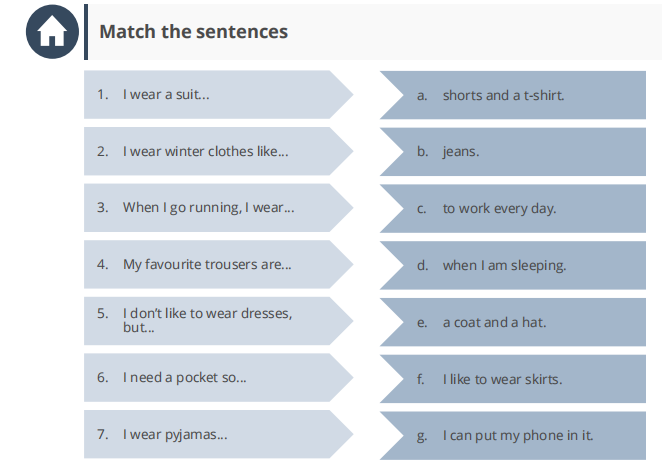 Match the sentences
1. I wear a suit...
a. shorts and a t-shirt.
2. I wear winter clothes like...
b. jeans.
3. When I go running, I wear...
c. to work every day.
4. My favourite trousers are...
d. when I am sleeping.
5. I don't like to wear dresses,
but...
e. a coat and a hat.
6. I need a pocket so...
f. I like to wear skirts.
7. I wear pyjamas...
g. I can put my phone in it.